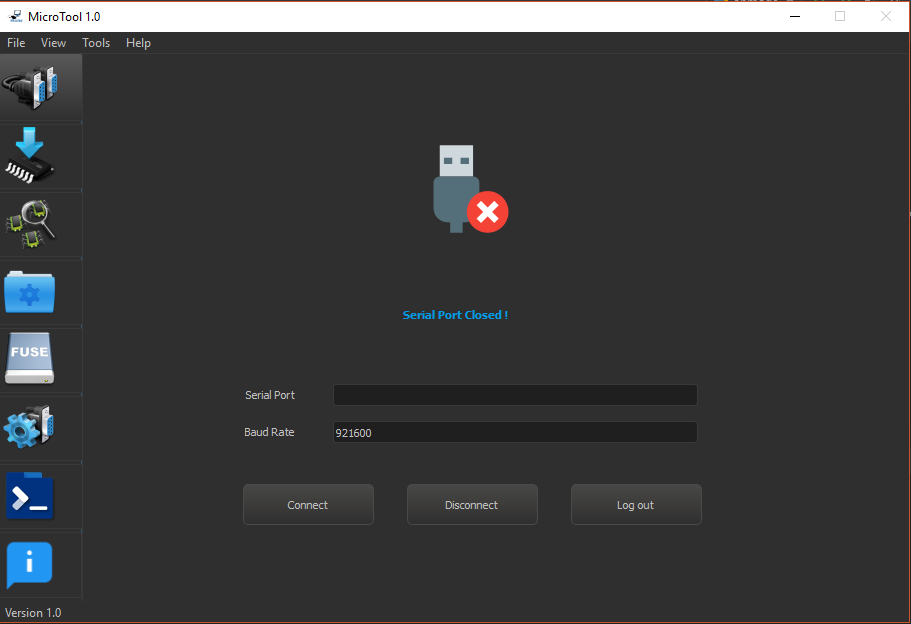 MicroTool 1.0
File View Tools Help
FUSE
i
Serial Port Closed !
Serial Port
Baud Rate 921600
Connect Disconnect Log out
Version 1.0